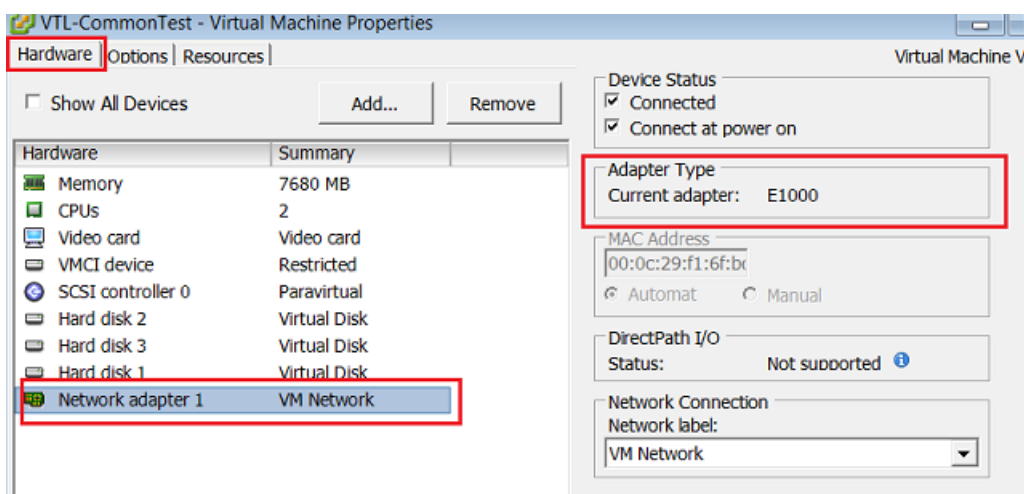 VTL-CommonTest - Virtual Machine Properties
Hardware Options Resources
Virtual Machine V
Show All Devices Add... Remove
Hardware Summary
Memory 7680 MB
CPUs 2
Video card Video card
VMCI device Restricted
SCSI controller 0 Paravirtual
Hard disk 2 Virtual Disk
Hard disk 3 Virtual Disk
Hard disk 1 Virtual Disk
Network adapter 1 VM Network
Device Status
Connected
Connect at power on
Adapter Type
Current adapter: E1000
MAC Address
00:0c:29:f1:6f:bc
Automat Manual
DirectPath I/O
Status: Not supported
Network Connection
Network label:
VM Network